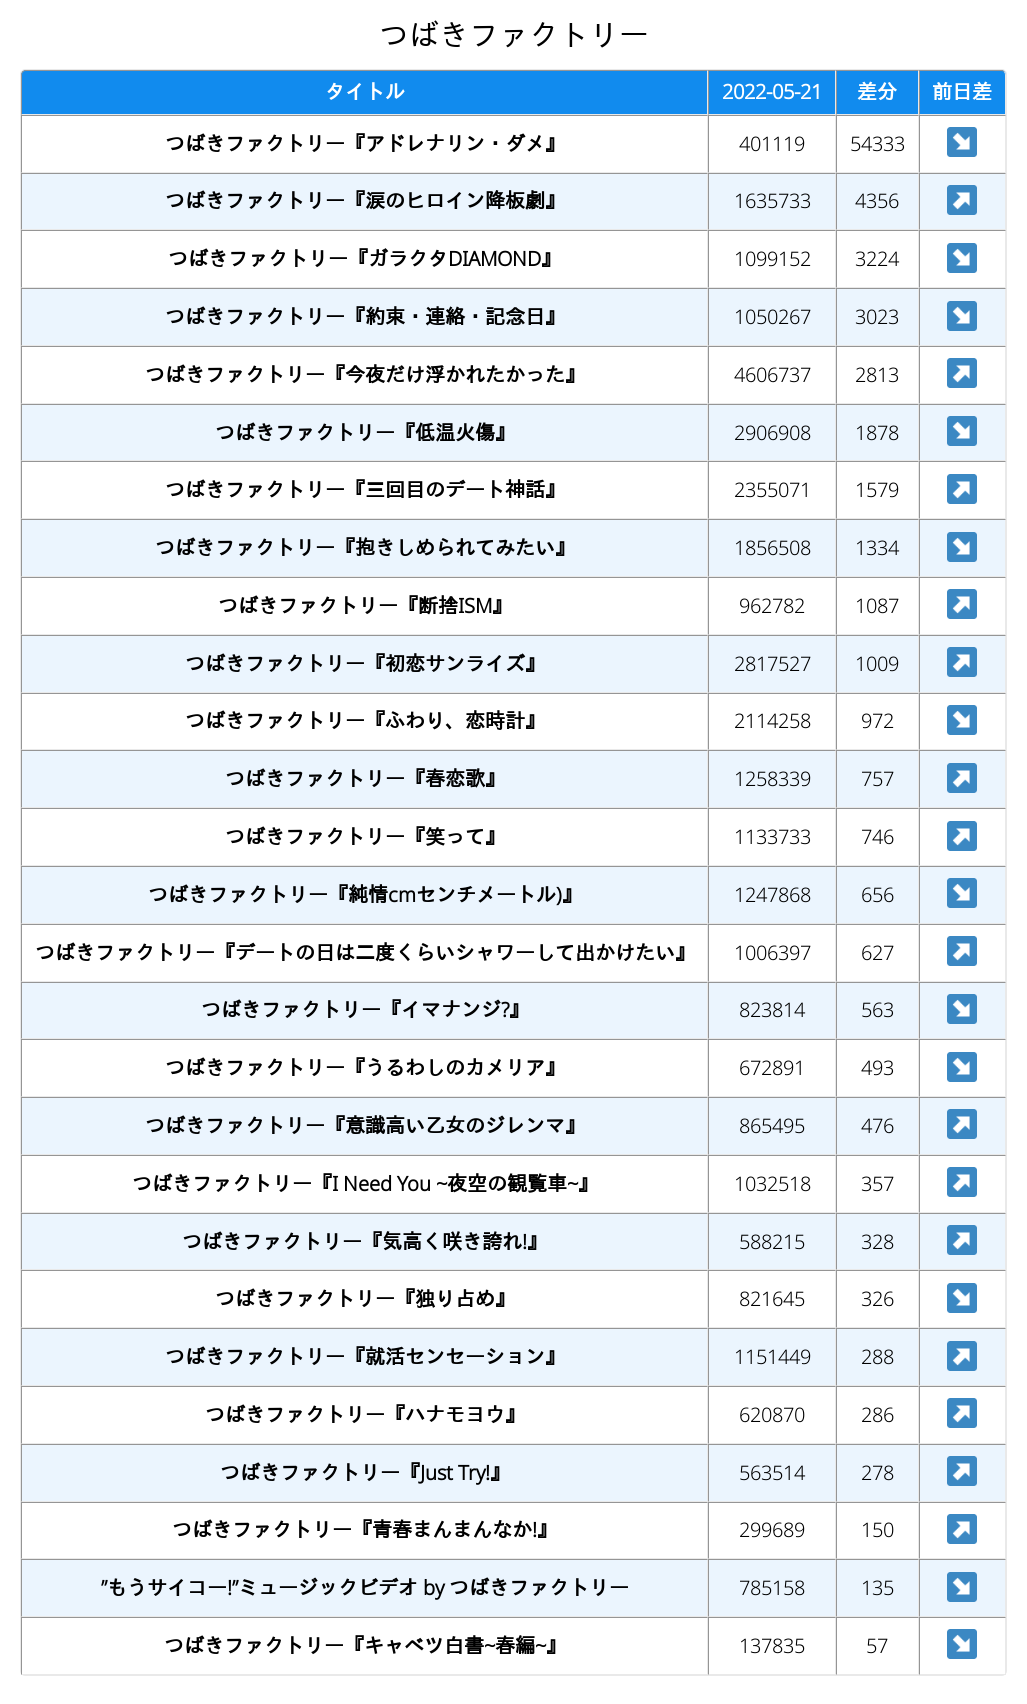 つばきファクトリー
タイトル 2022-05-21 差分 前日差
つばきファクトリー『アドレナリン・ダメ』 401119 54333 ↘
つばきファクトリー『涙のヒロイン降板劇』 1635733 4356 ↗
つばきファクトリー『ガラクタDIAMOND』 1099152 3224 ↘
つばきファクトリー『約束・連絡・記念日』 1050267 3023 ↘
つばきファクトリー『今夜だけ浮かれたかった』 4606737 2813 ↗
つばきファクトリー『低温火傷』 2906908 1878 ↘
つばきファクトリー『三回目のデート神話』 2355071 1579 ↗
つばきファクトリー『抱きしめられてみたい』 1856508 1334 ↘
つばきファクトリー『断捨ISM』 962782 1087 ↗
つばきファクトリー『初恋サンライズ』 2817527 1009 ↗
つばきファクトリー『ふわり、恋時計』 2114258 972 ↘
つばきファクトリー『春恋歌』 1258339 757 ↗
つばきファクトリー『笑って』 1133733 746 ↗
つばきファクトリー『純情cmセンチメートル)』 1247868 656 ↘
つばきファクトリー『デートの日は二度くらいシャワーして出かけたい』 1006397 627 ↗
つばきファクトリー『イマナンジ?』 823814 563 ↘
つばきファクトリー『うるわしのカメリア』 672891 493 ↘
つばきファクトリー『意識高い乙女のジレンマ』 865495 476 ↗
つばきファクトリー『I Need You ~夜空の観覧車~』 1032518 357 ↗
つばきファクトリー『気高く咲き誇れ!』 588215 328 ↗
つばきファクトリー『独り占め』 821645 326 ↘
つばきファクトリー『就活センセーション』 1151449 288 ↗
つばきファクトリー『ハナモヨウ』 620870 286 ↗
つばきファクトリー『Just Try!』 563514 278 ↗
つばきファクトリー『青春まんまんなか!』 299689 150 ↗
”もうサイコー!”ミュージックビデオ by つばきファクトリー 785158 135 ↘
つばきファクトリー『キャベツ白書~春編~』 137835 57 ↘